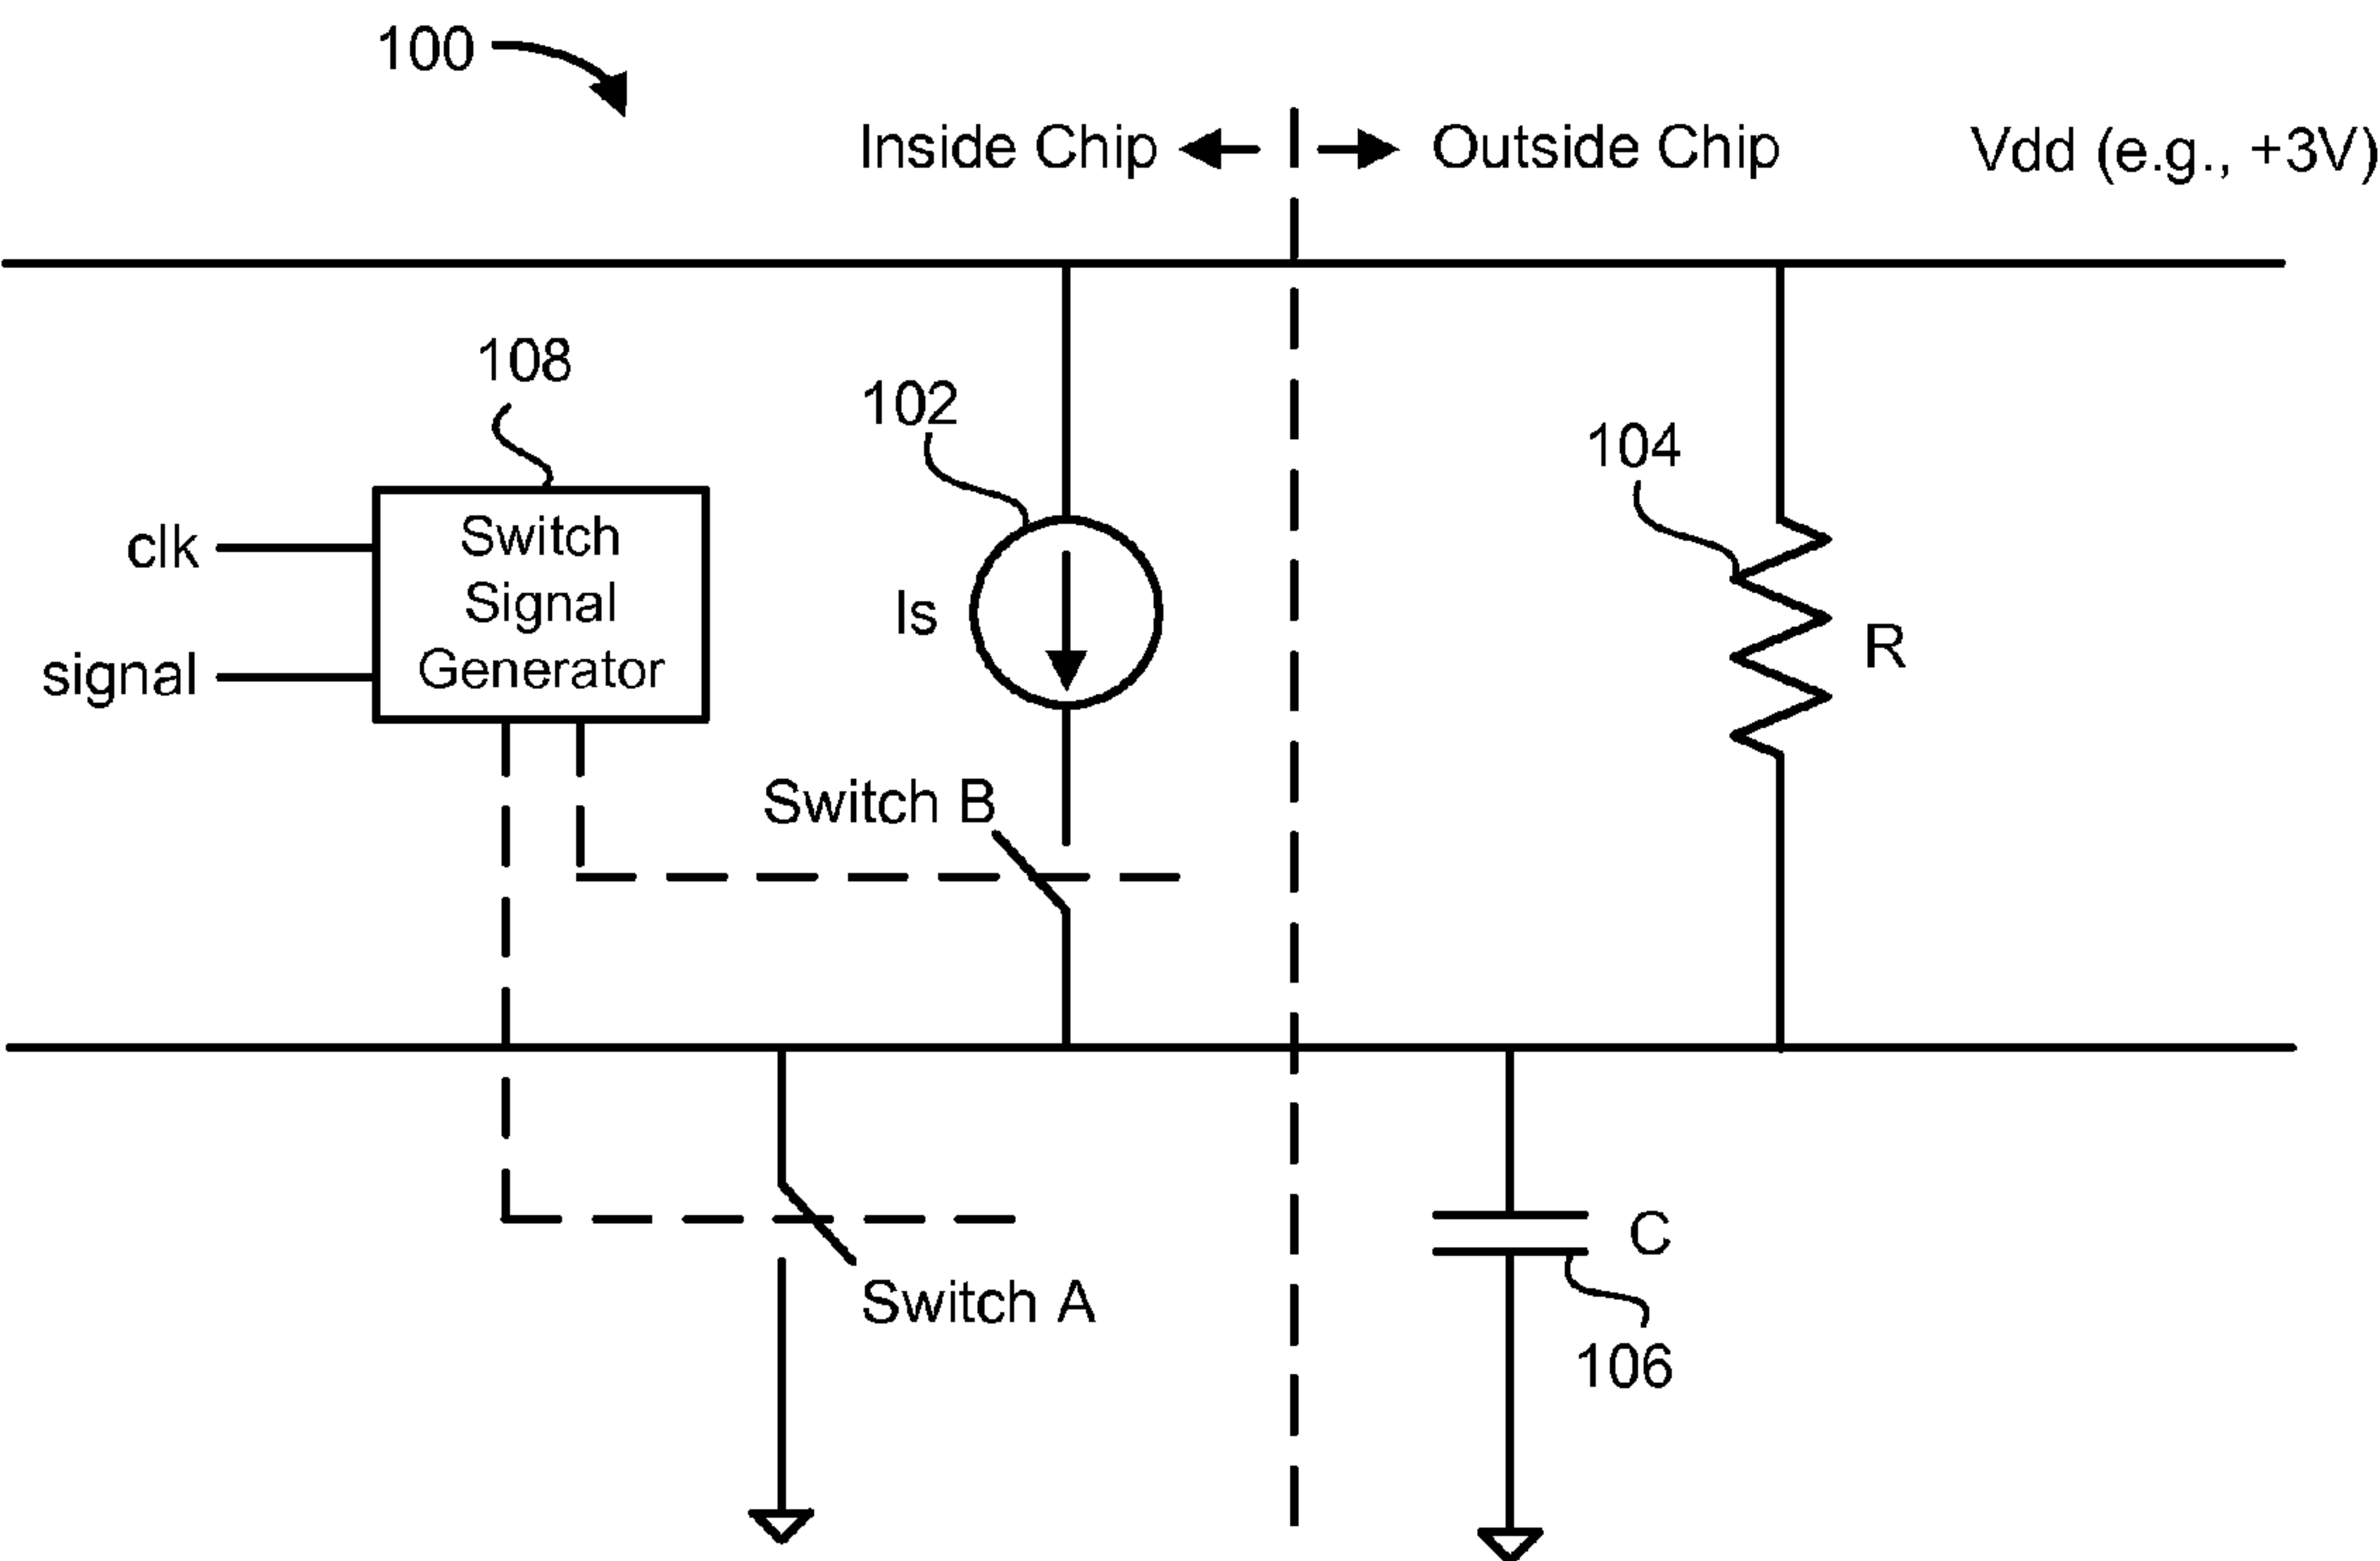 100
Inside Chip
Outside Chip
Vdd (e.g., +3V)
108
102
104
clk
Switch
Signal
Generator
Is
signal
R
Switch B
Switch A
C
106